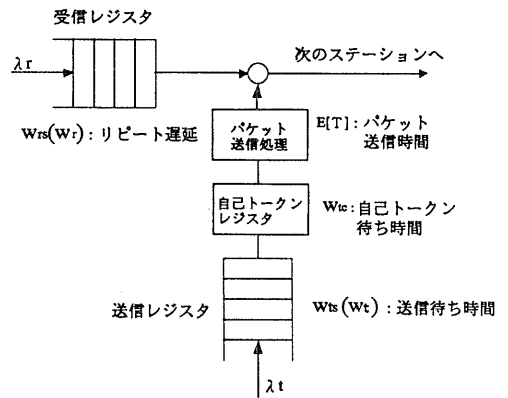 受信レジスタ
λr
次のステーションへ
Wrs(Wr):リピート遅延
パケット
送信処理
E[T]:パケット
送信時間
自己トークン
レジスタ
Wtc:自己トークン
待ち時間
送信レジスタ
Wts(Wt):送信待ち時間
λt